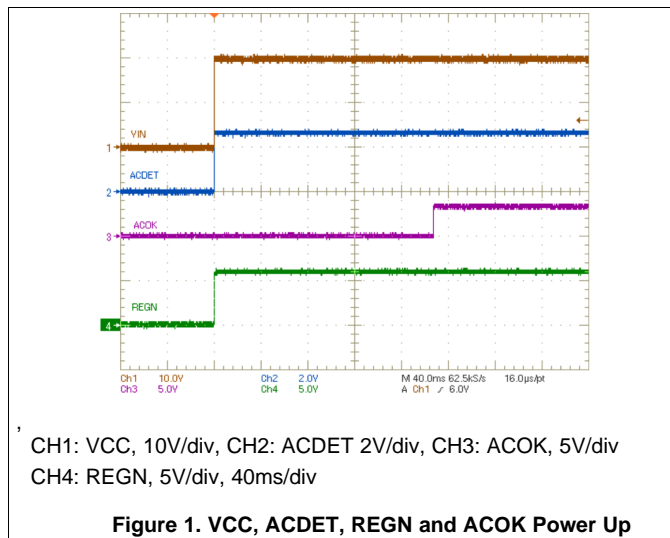 VIN
1
ACDET
2
ACOK
3
REGN
4
Ch1 10.0V Ch2 2.0V M 40.0ms 62.5kS/s 16.0µs/pt
Ch3 5.0V Ch4 5.0V A Ch1 / 6.0V
,
CH1: VCC, 10V/div, CH2: ACDET 2V/div, CH3: ACOK, 5V/div
CH4: REGN, 5V/div, 40ms/div
Figure 1. VCC, ACDET, REGN and ACOK Power Up